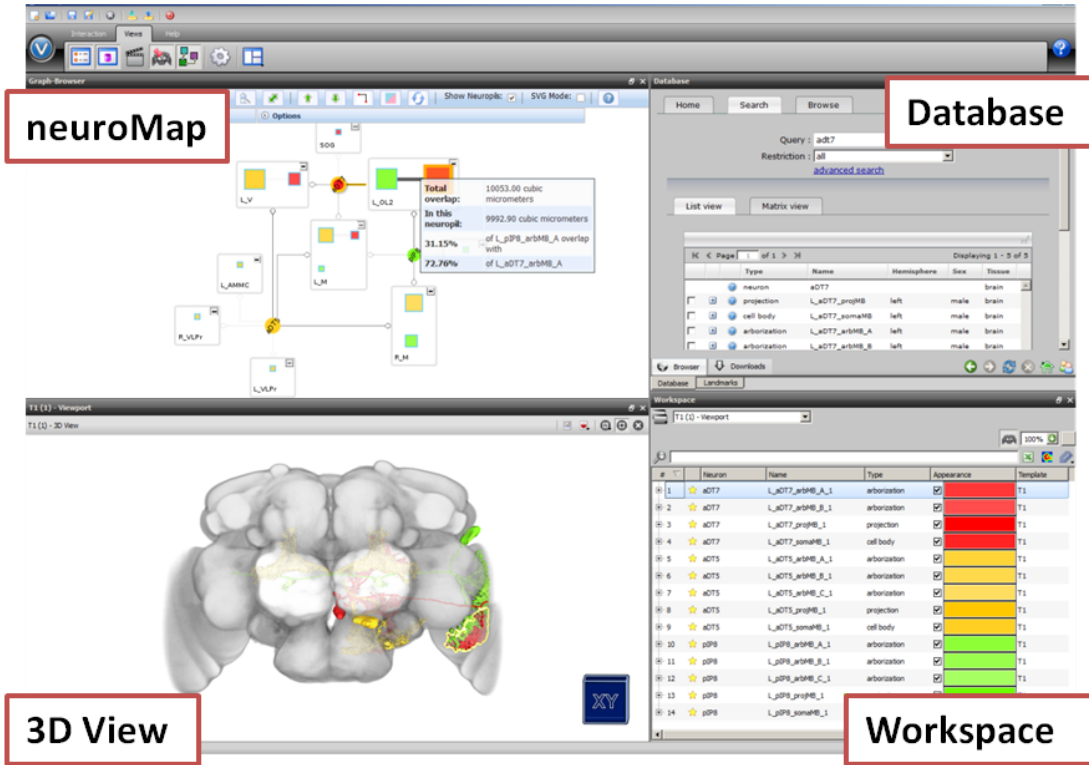 Interaction Views Help
Graph-Browser
neuroMap
Show Neuropils: SVG Mode:
Options
SOG
L_V
L_OL2
L_M
L_AMMC
aDT5
R_VLPr
R_M
L_VLPr
Total overlap: 10053.00 cubic micrometers
In this neuropil: 9992.90 cubic micrometers
31.15% of L_pIP8_arbMB_A overlap with
72.76% of L_aDT7_arbMB_A
Database
Database
Home Search Browse
Query : adt7
Restriction : all
advanced search
List view Matrix view
Page 1 of 1 Displaying 1 - 5 of 5
Type Name Hemisphere Sex Tissue
neuron aDT7 brain
projection L_aDT7_projMB left male brain
cell body L_aDT7_somaMB left male brain
arborization L_aDT7_arbMB_A left male brain
arborization L_aDT7_arbMB_B left male brain
Browser Downloads
Database Landmarks
T1 (1) - Viewport
T1 (1) - 3D View
XY
3D View
Workspace
T1 (1) - Viewport
100%
# Neuron Name Type Appearance Template
1 aDT7 L_aDT7_arbMB_A_1 arborization T1
2 aDT7 L_aDT7_arbMB_B_1 arborization T1
3 aDT7 L_aDT7_projMB_1 projection T1
4 aDT7 L_aDT7_somaMB_1 cell body T1
5 aDT5 L_aDT5_arbMB_A_1 arborization T1
6 aDT5 L_aDT5_arbMB_B_1 arborization T1
7 aDT5 L_aDT5_arbMB_C_1 arborization T1
8 aDT5 L_aDT5_projMB_1 projection T1
9 aDT5 L_aDT5_somaMB_1 cell body T1
10 pIP8 L_pIP8_arbMB_A_1 arborization T1
11 pIP8 L_pIP8_arbMB_B_1 arborization T1
12 pIP8 L_pIP8_arbMB_C_1 arborization T1
13 pIP8 L_pIP8_projMB_1
14 pIP8 L_pIP8_somaMB_1
Workspace